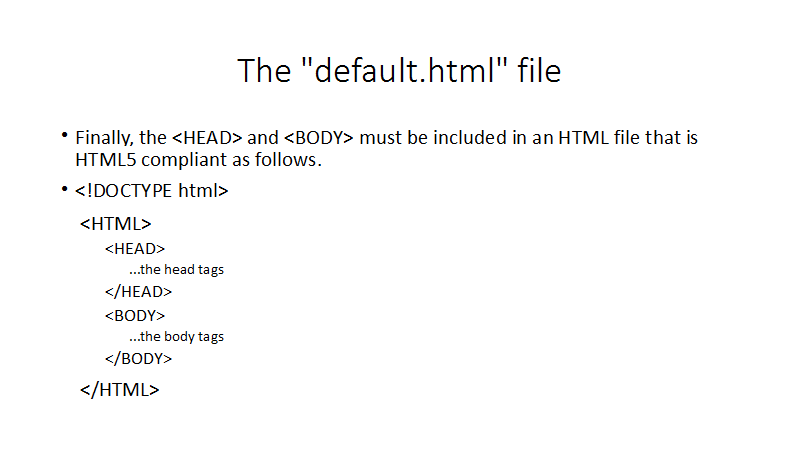 The "default.html" file
• Finally, the <HEAD> and <BODY> must be included in an HTML file that is
HTML5 compliant as follows.
• <!DOCTYPE html>
<HTML>
<HEAD>
...the head tags
</HEAD>
<BODY>
...the body tags
</BODY>
</HTML>